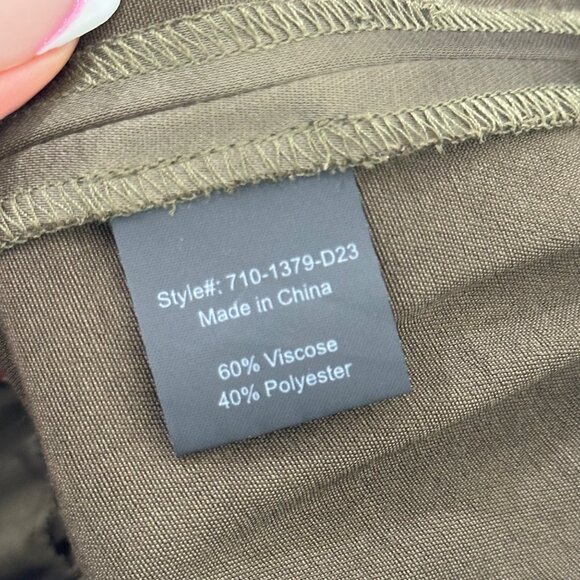 Style#: 710-1379-D23
Made in China
60% Viscose
40% Polyester